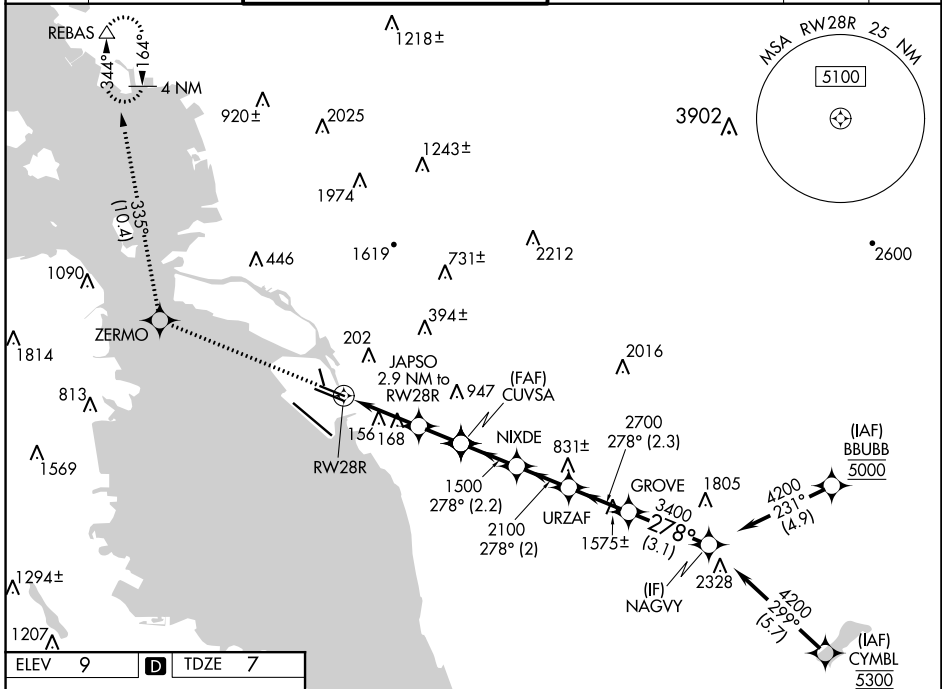 REBAS
344°
164°
4 NM
1218±
MSA RW28R 25 NM
5100
920±
2025
3902
1243±
1974
335°
(10.4)
446
1619
731±
2212
2600
1090
ZERMO
394±
1814
202
JAPSO
2.9 NM to
RW28R
2016
813
947
(FAF)
CUVSA
156
168
NIXDE
2700
278° (2.3)
1569
RW28R
831±
(IAF)
BBUBB
5000
1500
278° (2.2)
GROVE
1805
4200
231°
(4.9)
2100
278° (2)
URZAF
3400
278°
(3.1)
1575±
1294±
2328
(IF)
NAGVY
4200
299°
(5.7)
1207
(IAF)
CYMBL
5300
ELEV 9 D TDZE 7